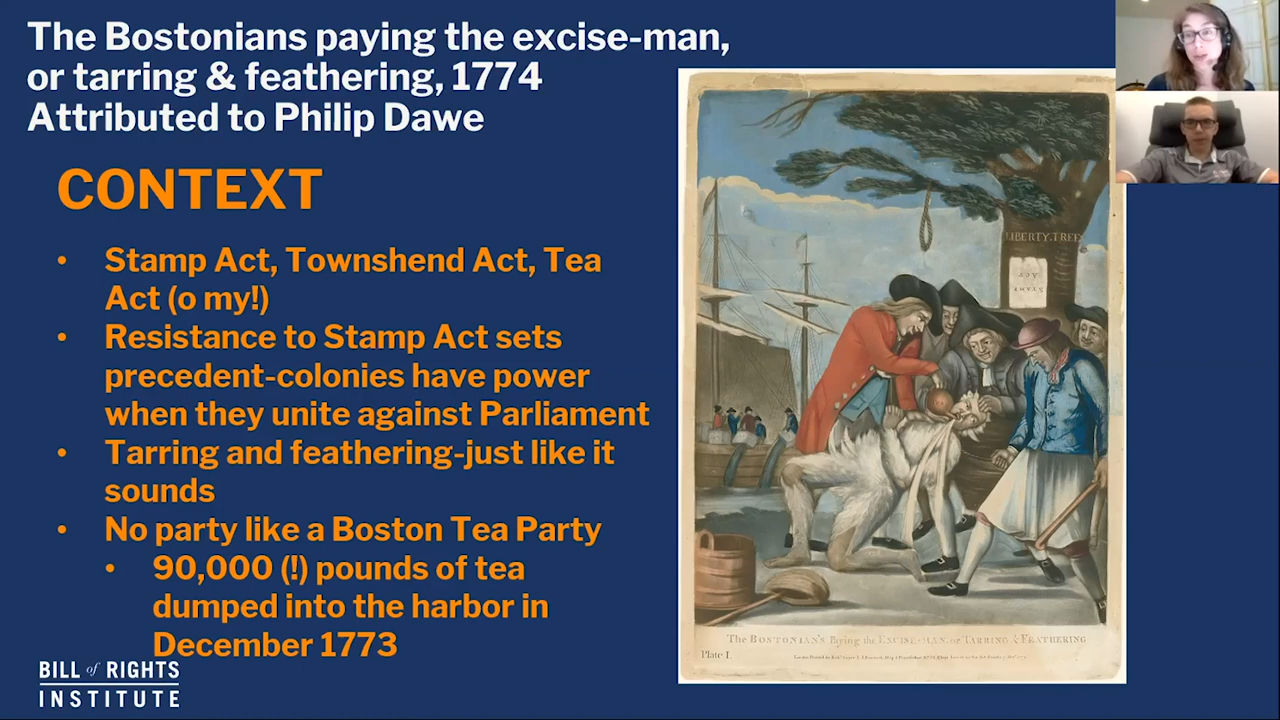 The Bostonians paying the excise-man,
or tarring & feathering, 1774
Attributed to Philip Dawe
CONTEXT
• Stamp Act, Townshend Act, Tea
Act (o my!)
• Resistance to Stamp Act sets
precedent-colonies have power
when they unite against Parliament
• Tarring and feathering-just like it
sounds
• No party like a Boston Tea Party
• 90,000 (!) pounds of tea
dumped into the harbor in
December 1773
BILL of RIGHTS
INSTITUTE
LIBERTY TREE
STAMP ACT
The BOSTONIAN'S Paying the EXCISE-MAN, or TARRING & FEATHERING
Plate I.